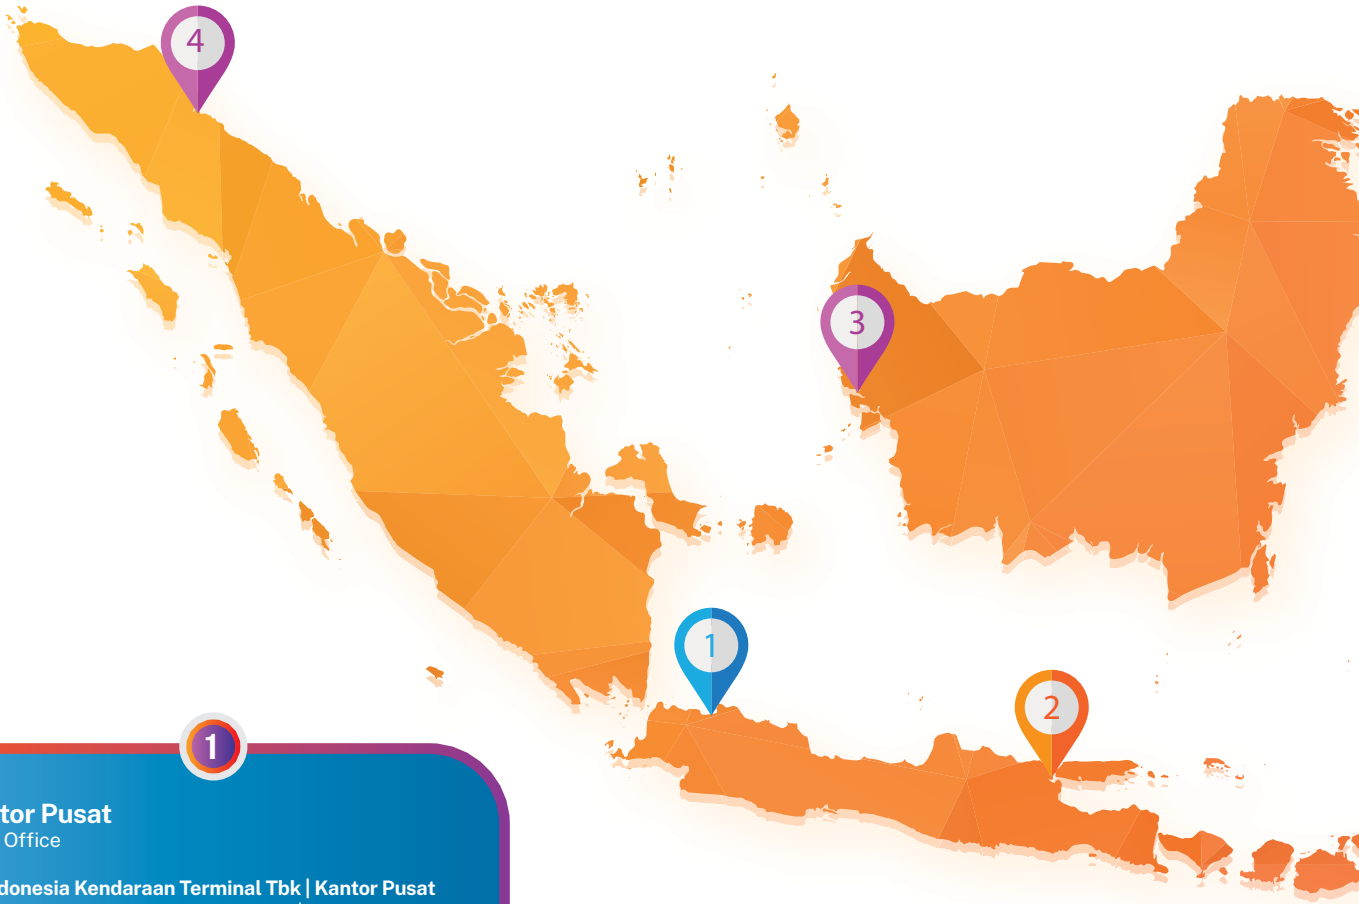 4
3
1
2
1
tor Pusat
Office
donesia Kendaraan Terminal Tbk | Kantor Pusat